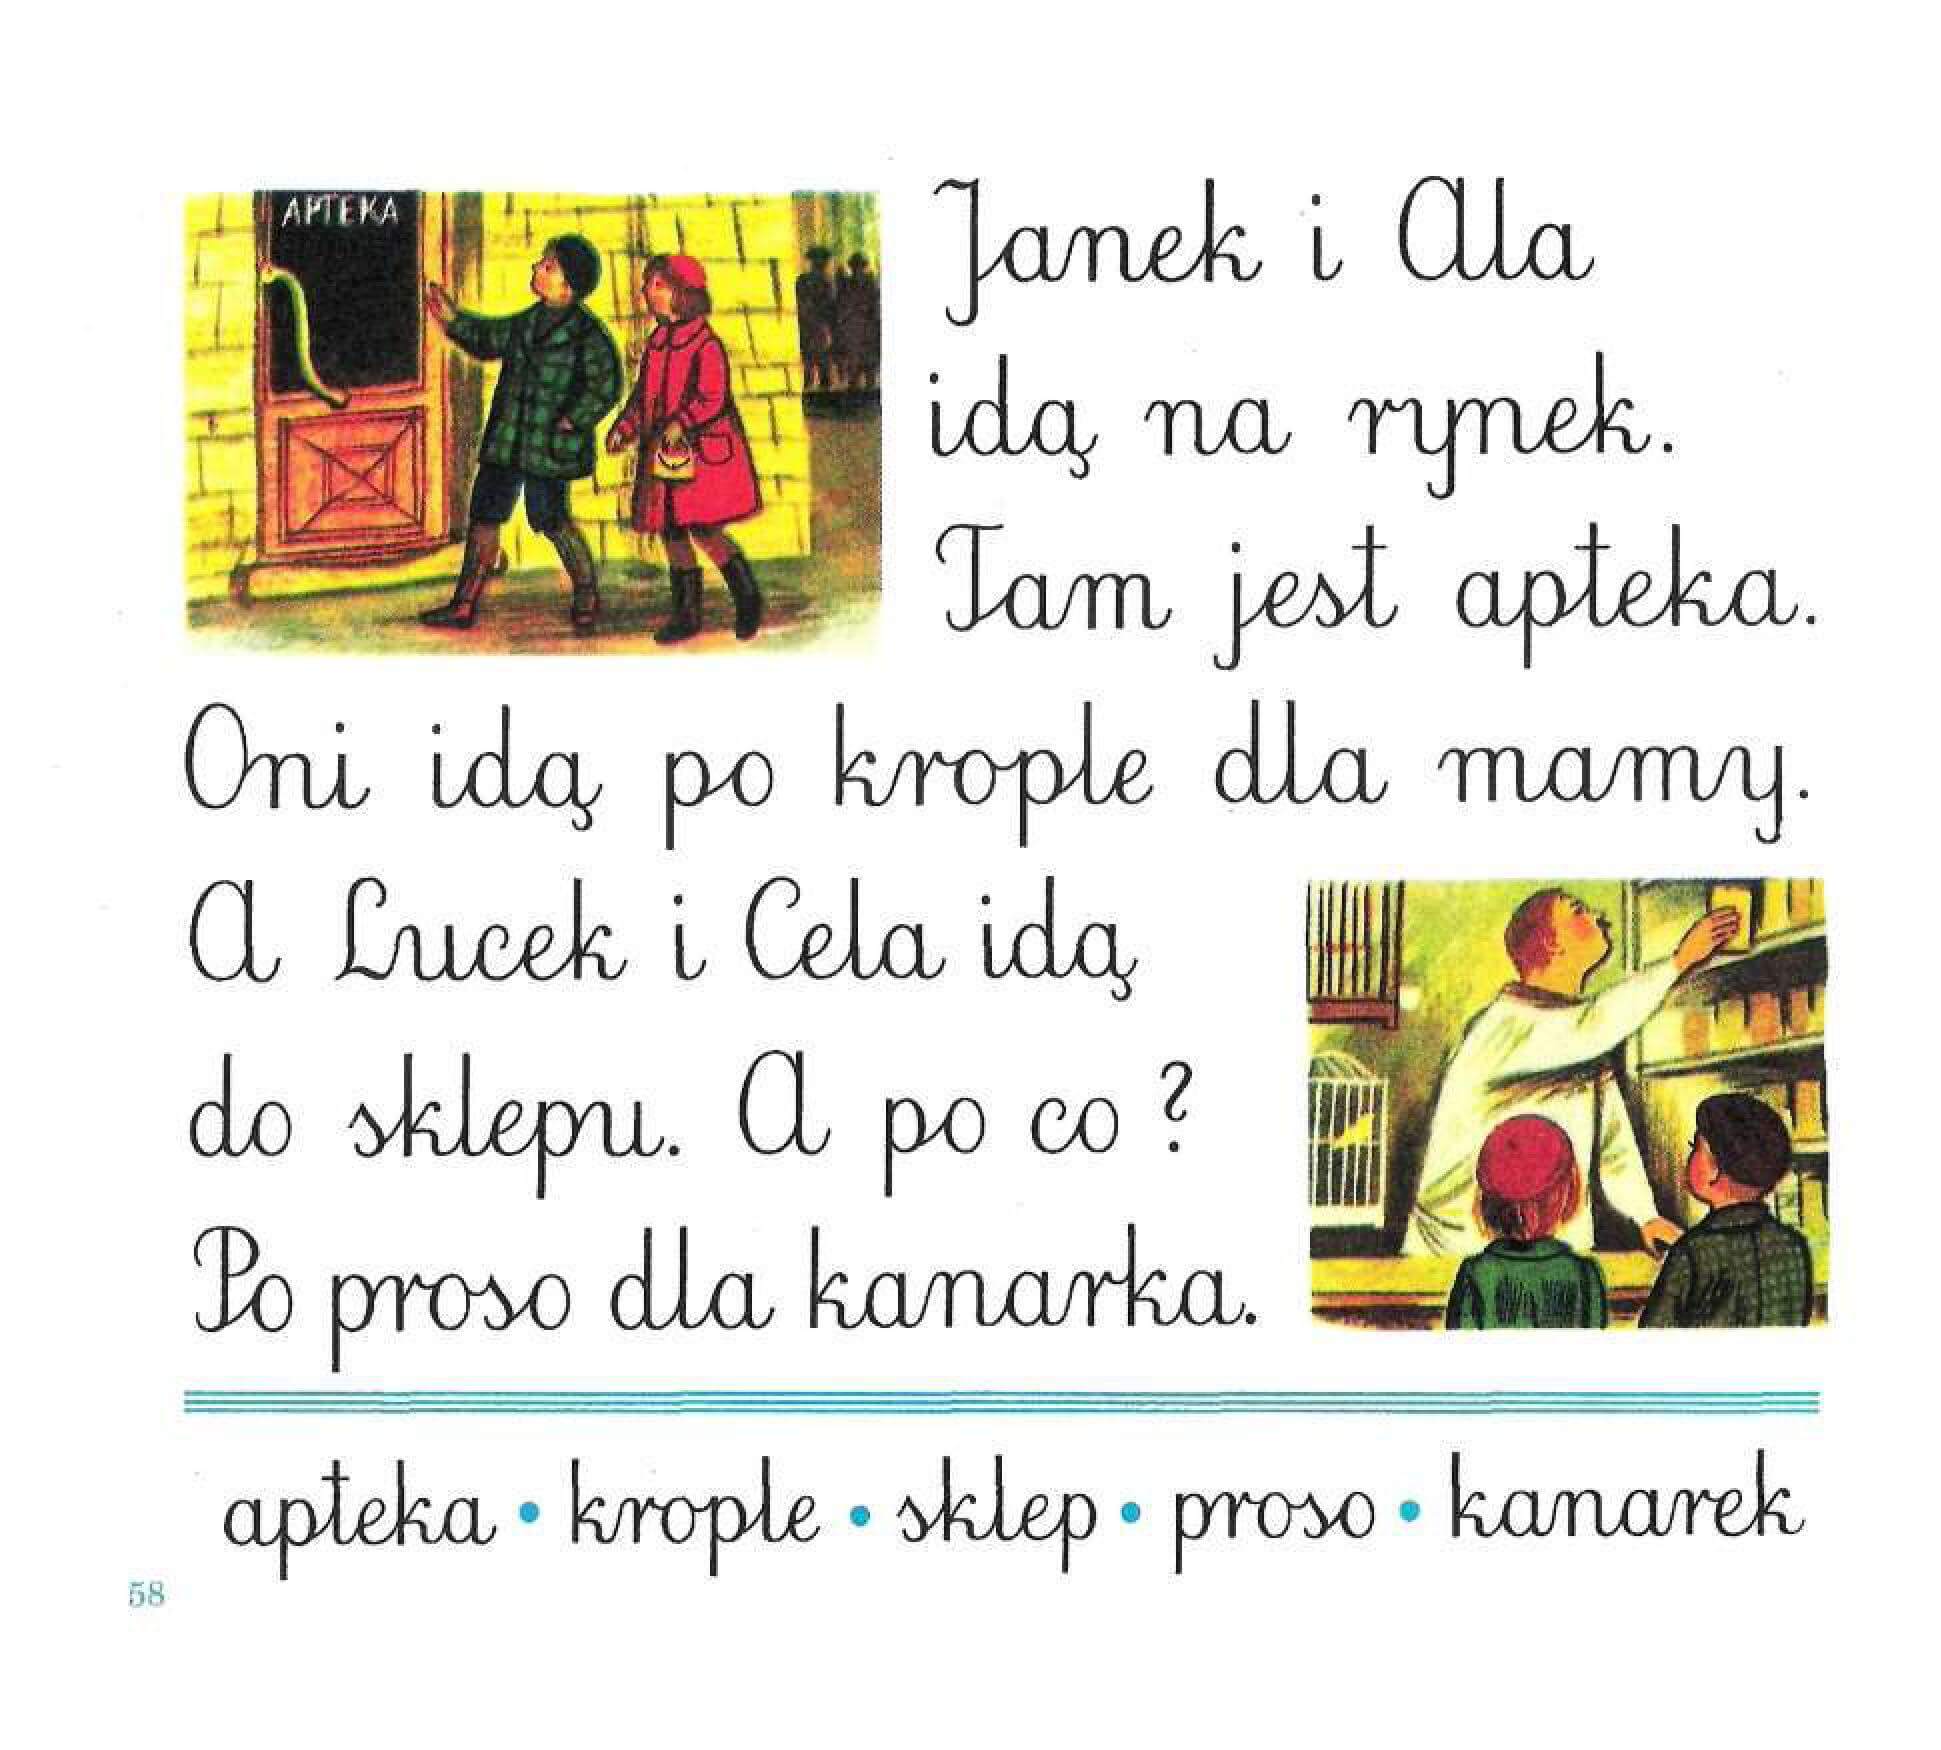 APTEKA
Janek i Ala
idą na rynek.
Tam jest apteka.
Oni idą po krople dla mamy.
A Lucek i Cela idą
do sklepu. A po co ?
Po proso dla kanarka.
apteka • krople • sklep • proso • kanarek
58